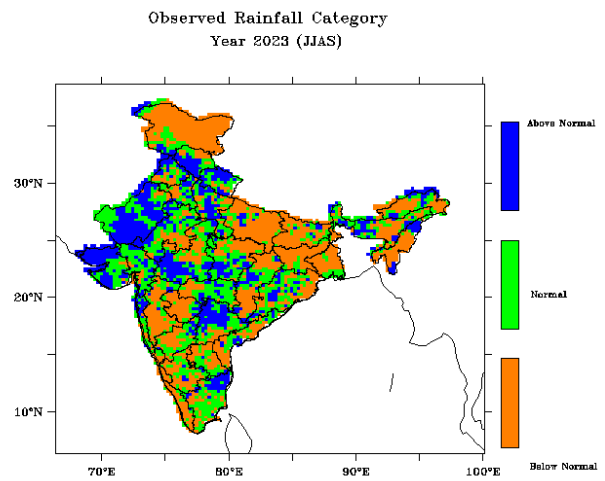 Observed Rainfall Category
Year 2023 (JJAS)
Above Normal
30°N
Normal
20°N
10°N
Below Normal
70°E 80°E 90°E 100°E